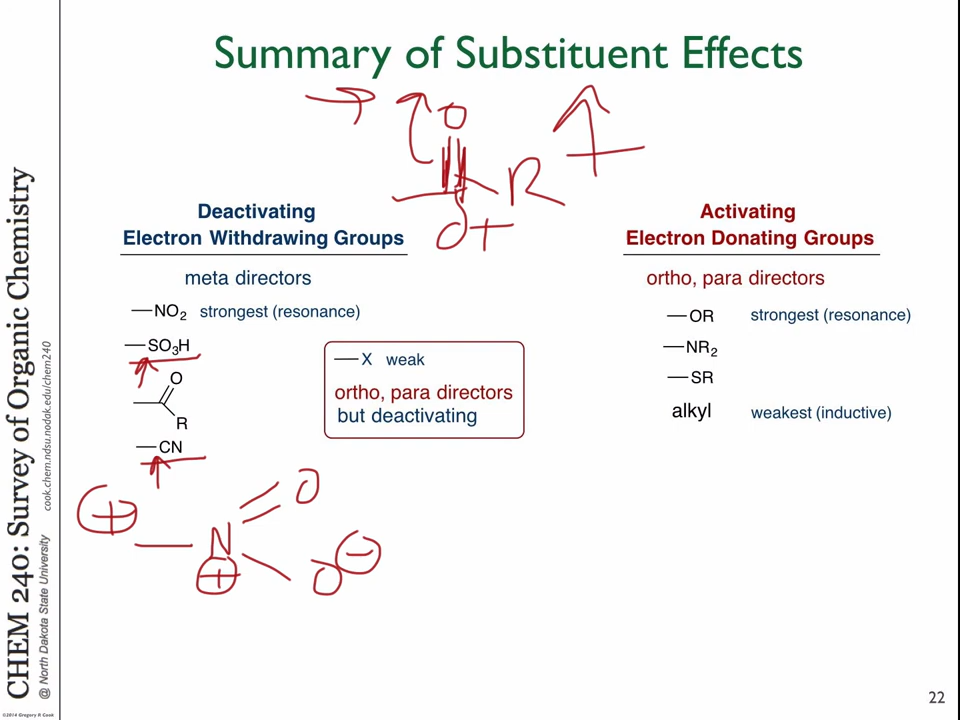 Summary of Substituent Effects
O
R
δ+
Deactivating
Electron Withdrawing Groups
meta directors
—NO₂ strongest (resonance)
—SO₃H
O
R
—CN
—X weak
ortho, para directors
but deactivating
Activating
Electron Donating Groups
ortho, para directors
—OR strongest (resonance)
—NR₂
—SR
alkyl weakest (inductive)
+
N
+
O
O
−
CHEM 240: Survey of Organic Chemistry
@ North Dakota State University cook.chem.ndsu.nodak.edu/chem240
©2014 Gregory R Cook
22